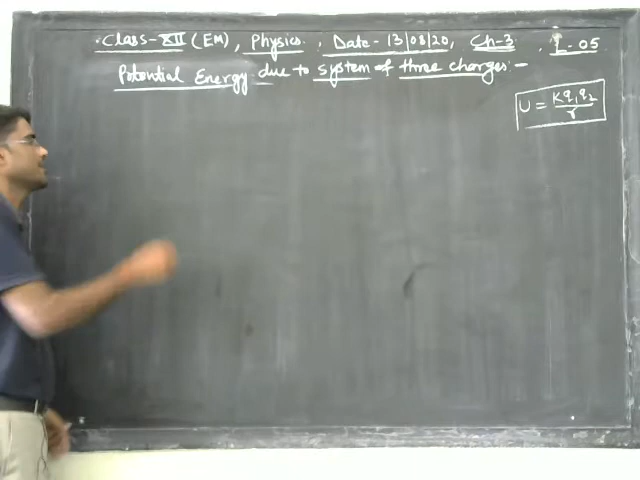 Class-XII (EM), Physics, Date-13/08/20, Ch-3, L-05
Potential Energy due to system of three charges:-
U = Kq₁q₂/r